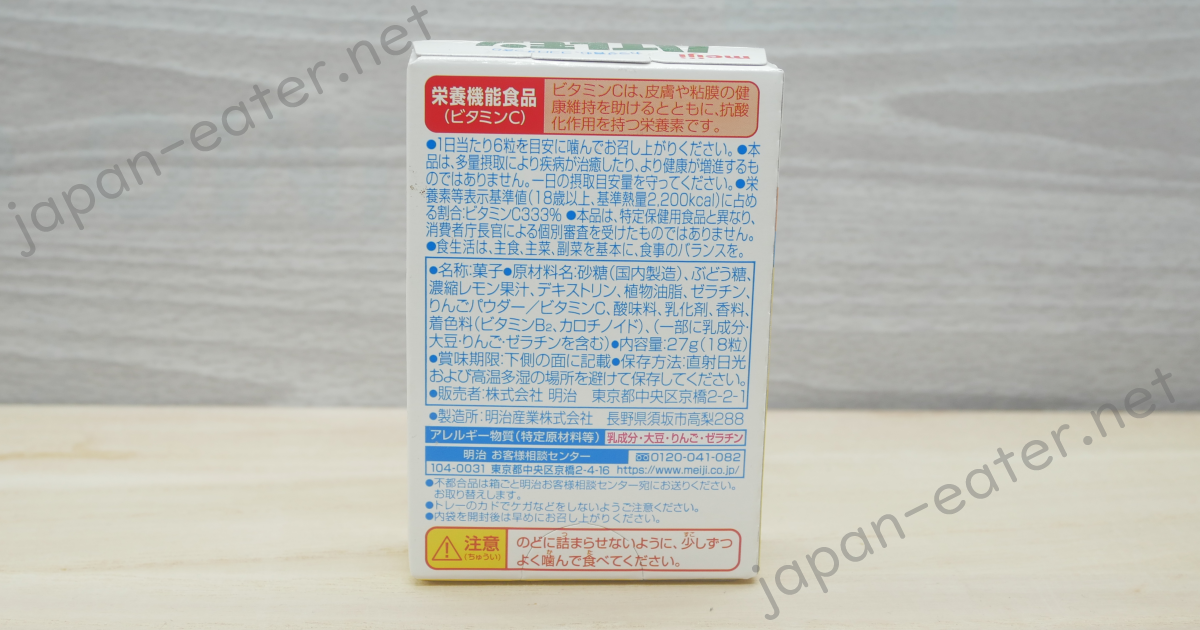 meiji
栄養機能食品
(ビタミンC)
ビタミンCは、皮膚や粘膜の健
康維持を助けるとともに、抗酸
化作用を持つ栄養素です。
●1日当たり6粒を目安に噛んでお召し上がりください。●本
品は、多量摂取により疾病が治癒したり、より健康が増進するも
のではありません。一日の摂取目安量を守ってください。●栄
養素等表示基準値(18歳以上、基準熱量2,200kcal)に占め
る割合:ビタミンC333% ●本品は、特定保健用食品と異なり、
消費者庁長官による個別審査を受けたものではありません。
●食生活は、主食、主菜、副菜を基本に、食事のバランスを。
●名称:菓子●原材料名:砂糖(国内製造)、ぶどう糖、
濃縮レモン果汁、デキストリン、植物油脂、ゼラチン、
りんごパウダー/ビタミンC、酸味料、乳化剤、香料、
着色料(ビタミンB₂、カロチノイド)、(一部に乳成分・
大豆・りんご・ゼラチンを含む)●内容量:27g(18粒)
●賞味期限:下側の面に記載●保存方法:直射日光
および高温多湿の場所を避けて保存してください。
●販売者:株式会社 明治 東京都中央区京橋2-2-1
●製造所:明治産業株式会社 長野県須坂市高梨288
アレルギー物質(特定原材料等) 乳成分・大豆・りんご・ゼラチン
明治 お客様相談センター 0120-041-082
104-0031 東京都中央区京橋2-4-16 https://www.meiji.co.jp/
●不都合品は箱ごと明治お客様相談センター宛にお送りください。
お取り替えします。
●トレーのカドでケガなどをしないようご注意ください。
●内袋を開封後は早めにお召し上がりください。
注意
(ちゅうい)
のどに詰まらせないように、少しずつ
よく噛んで食べてください。
japan-eater.net
japan-eater.net